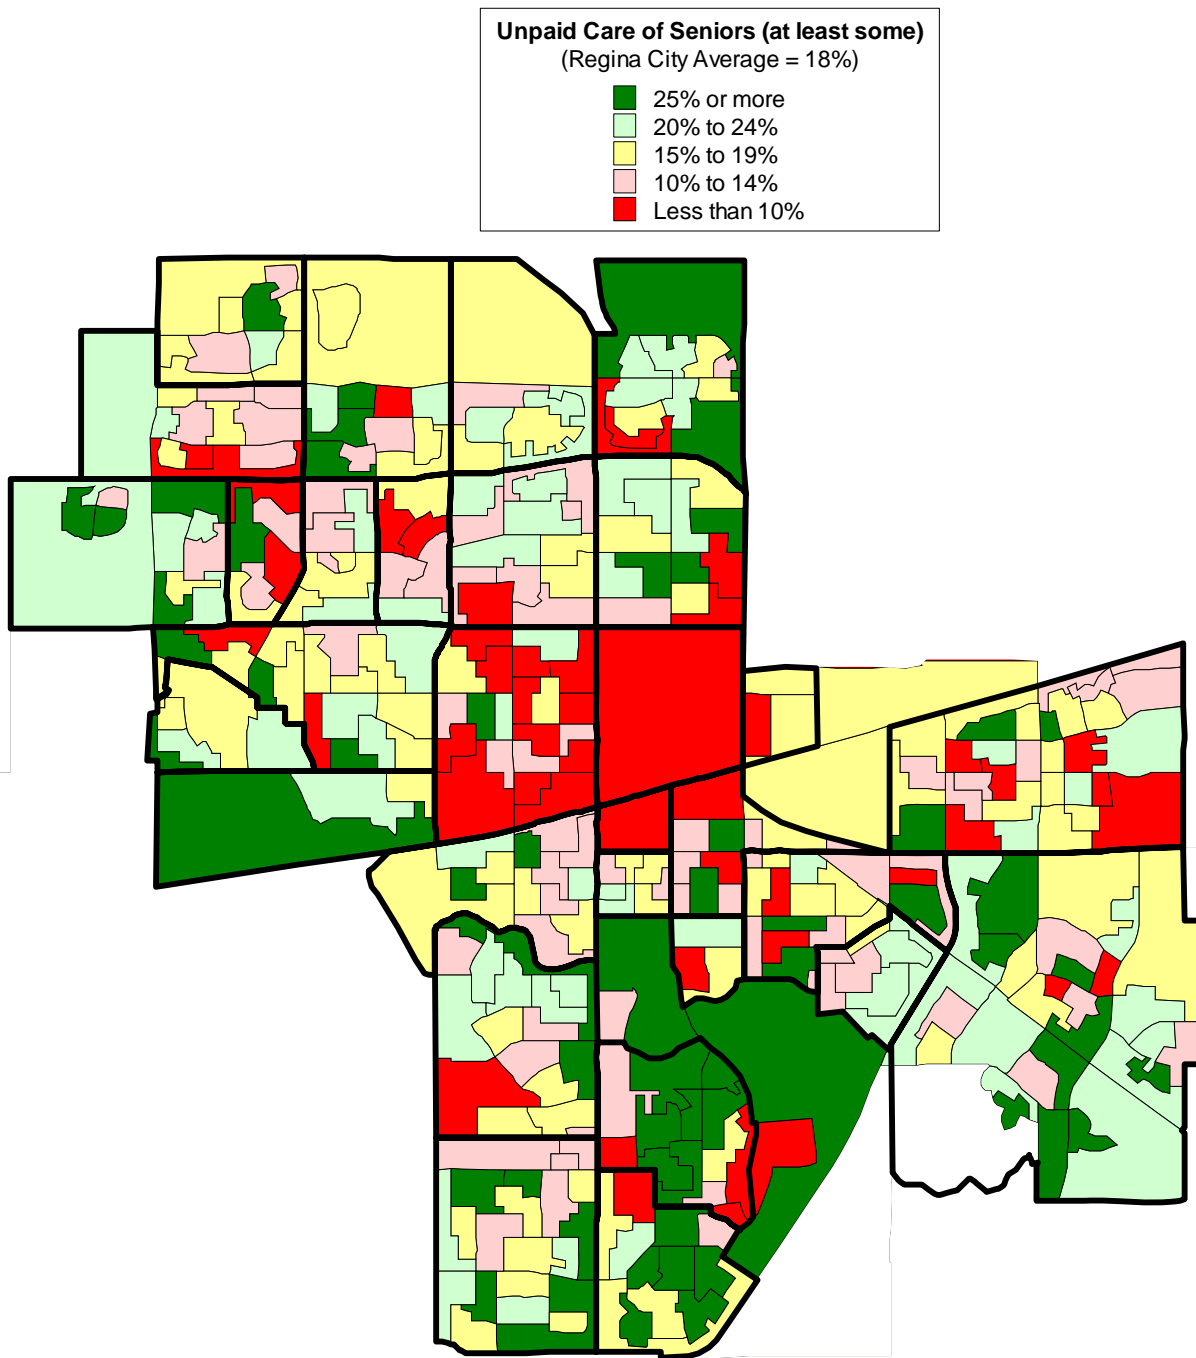 Unpaid Care of Seniors (at least some)
(Regina City Average = 18%)
25% or more
20% to 24%
15% to 19%
10% to 14%
Less than 10%